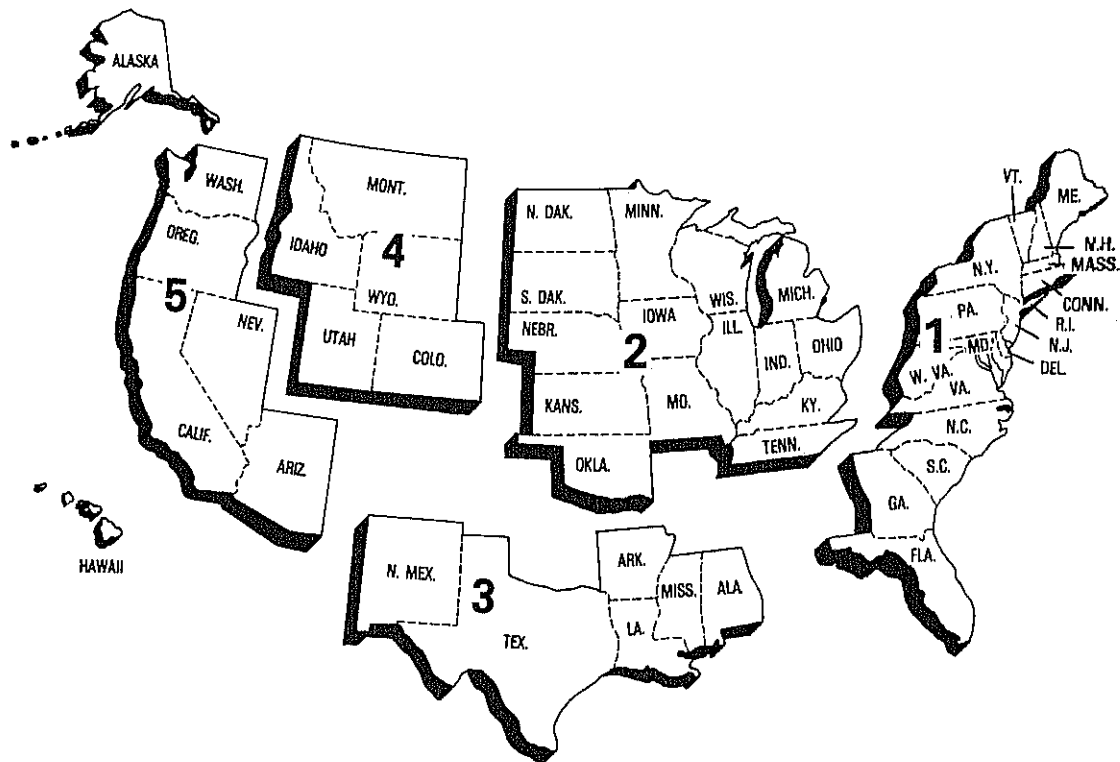 ALASKA
WASH.
OREG.
5
NEV.
CALIF.
ARIZ.
HAWAII
MONT.
IDAHO
4
WYO.
UTAH
COLO.
N. DAK.
MINN.
S. DAK.
WIS.
MICH.
NEBR.
IOWA
2
ILL.
IND.
OHIO
KANS.
MO.
KY.
TENN.
OKLA.
N. MEX.
3
TEX.
ARK.
LA.
MISS.
ALA.
VT.
ME.
N.H.
MASS.
N.Y.
CONN.
R.I.
PA.
N.J.
1
MD.
DEL.
W. VA.
VA.
N.C.
S.C.
GA.
FLA.